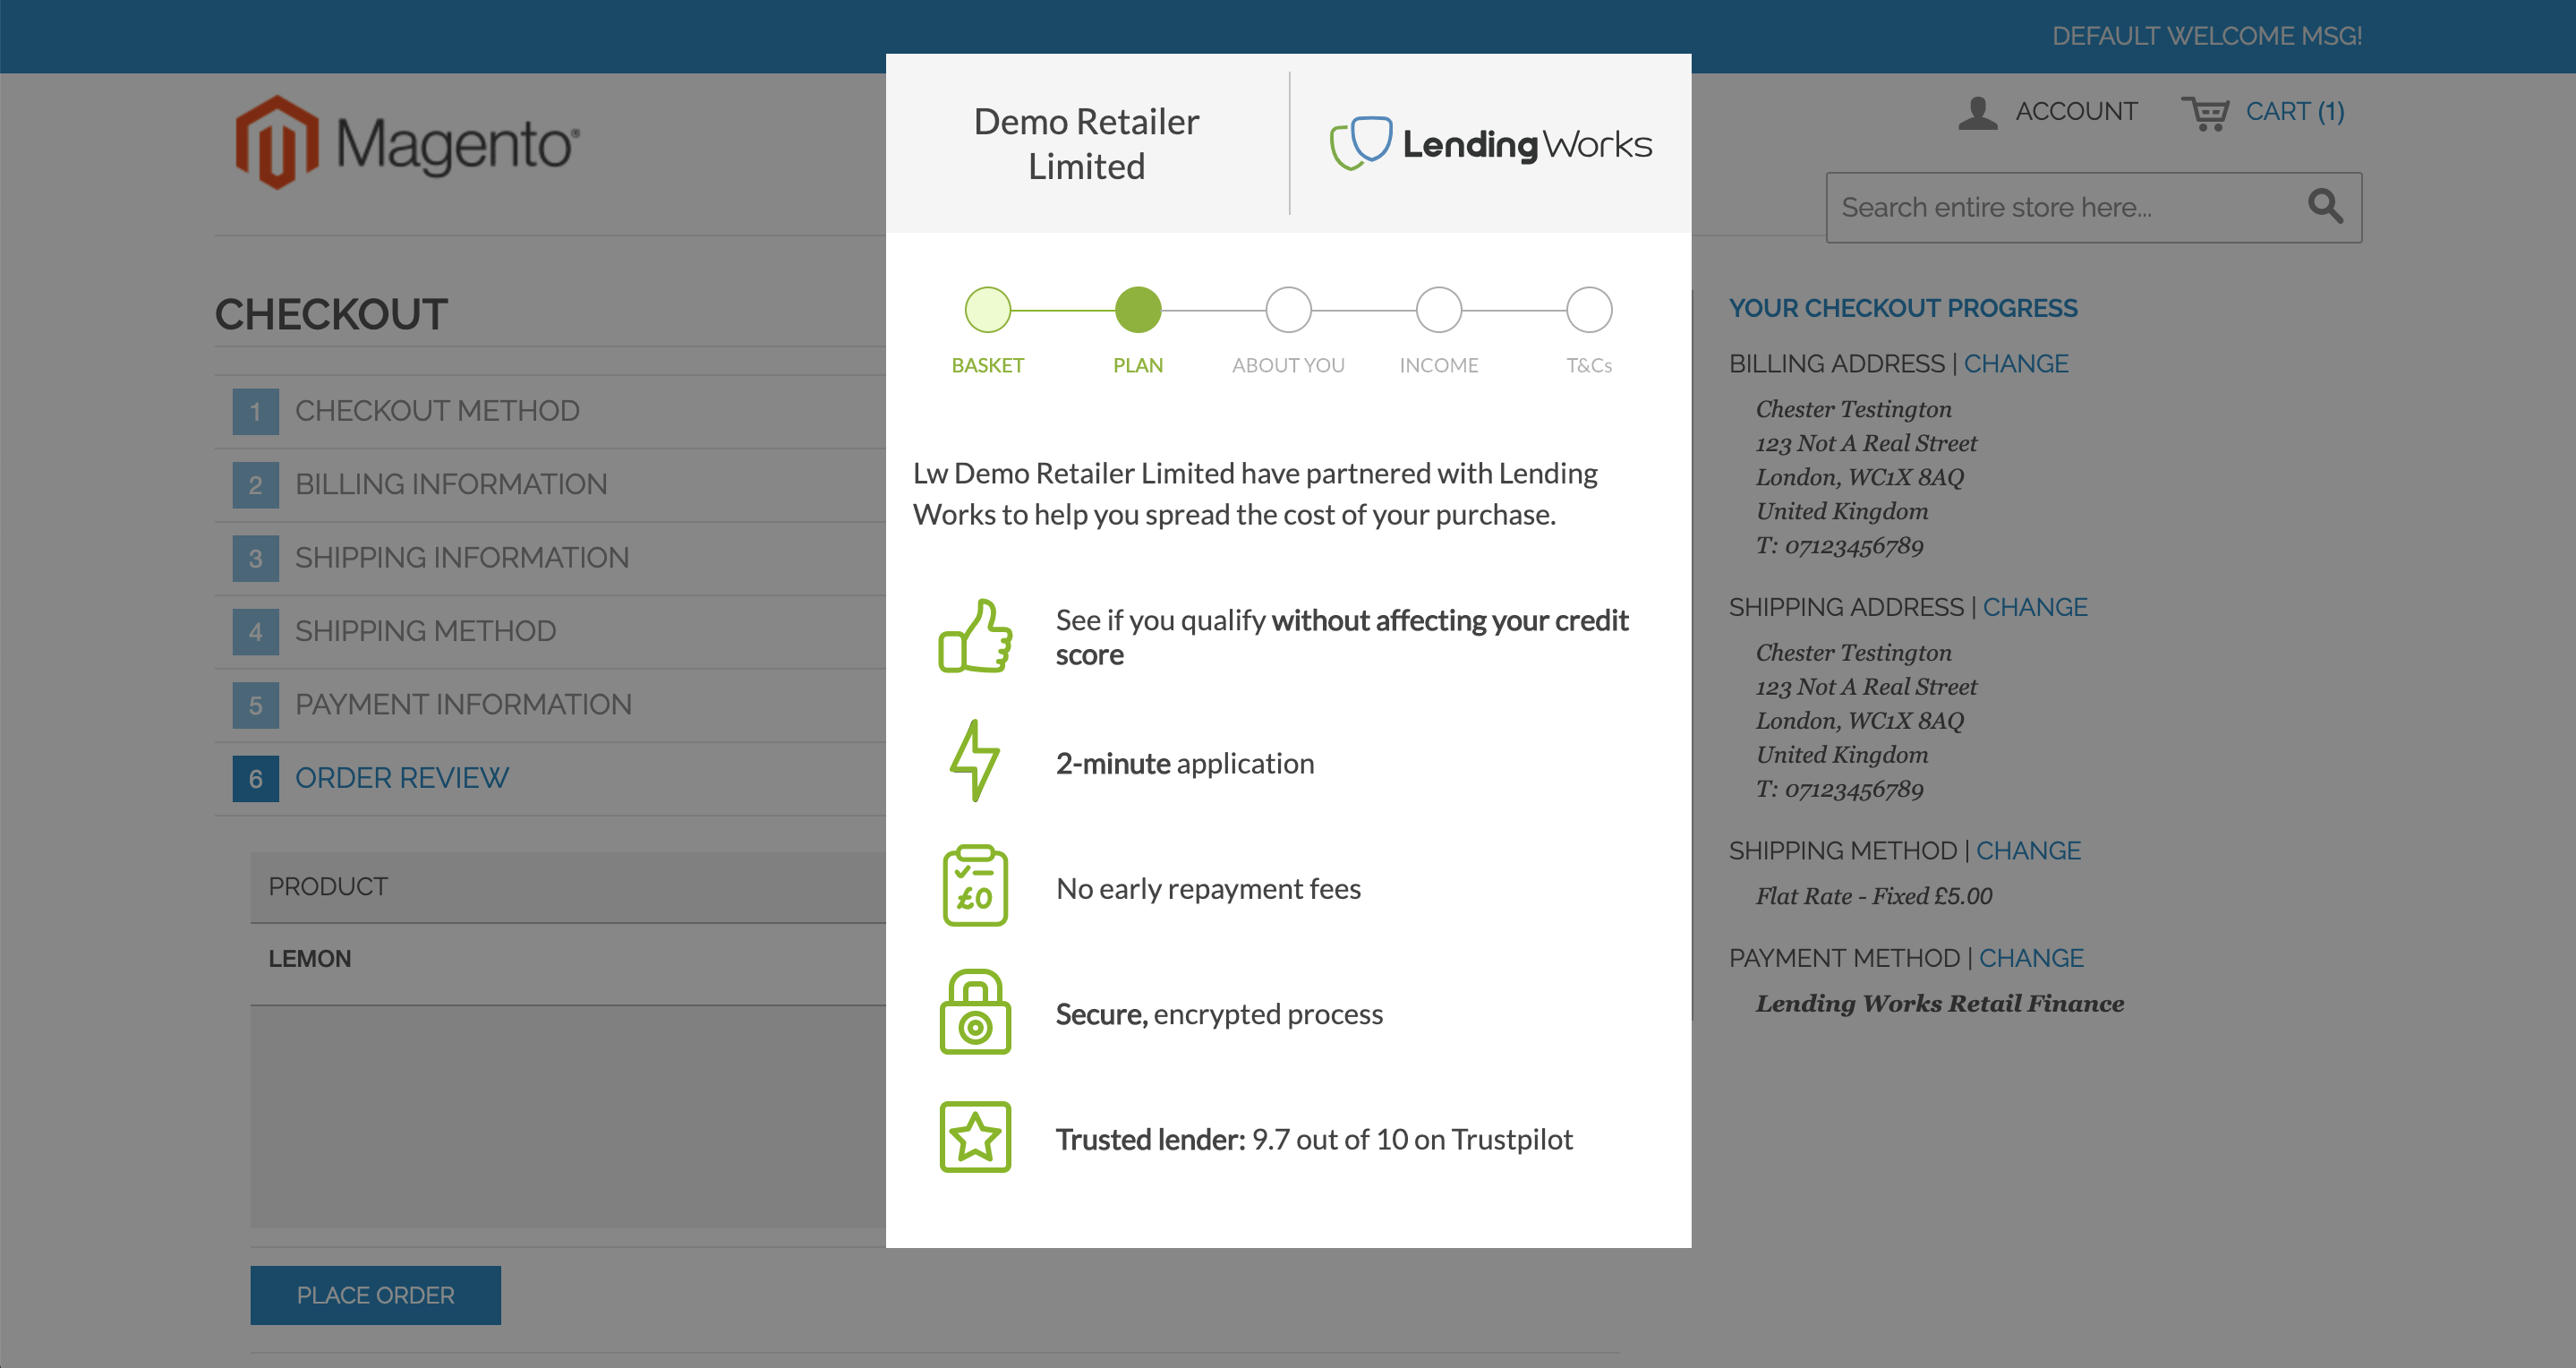 DEFAULT WELCOME MSG!
Magento®
ACCOUNT
CART (1)
Search entire store here...
CHECKOUT
1 CHECKOUT METHOD
2 BILLING INFORMATION
3 SHIPPING INFORMATION
4 SHIPPING METHOD
5 PAYMENT INFORMATION
6 ORDER REVIEW
PRODUCT
LEMON
PLACE ORDER
Demo Retailer
Limited
LendingWorks
BASKET
PLAN
ABOUT YOU
INCOME
T&Cs
Lw Demo Retailer Limited have partnered with Lending
Works to help you spread the cost of your purchase.
See if you qualify without affecting your credit
score
2-minute application
£0
No early repayment fees
Secure, encrypted process
Trusted lender: 9.7 out of 10 on Trustpilot
YOUR CHECKOUT PROGRESS
BILLING ADDRESS | CHANGE
Chester Testington
123 Not A Real Street
London, WC1X 8AQ
United Kingdom
T: 07123456789
SHIPPING ADDRESS | CHANGE
Chester Testington
123 Not A Real Street
London, WC1X 8AQ
United Kingdom
T: 07123456789
SHIPPING METHOD | CHANGE
Flat Rate - Fixed £5.00
PAYMENT METHOD | CHANGE
Lending Works Retail Finance